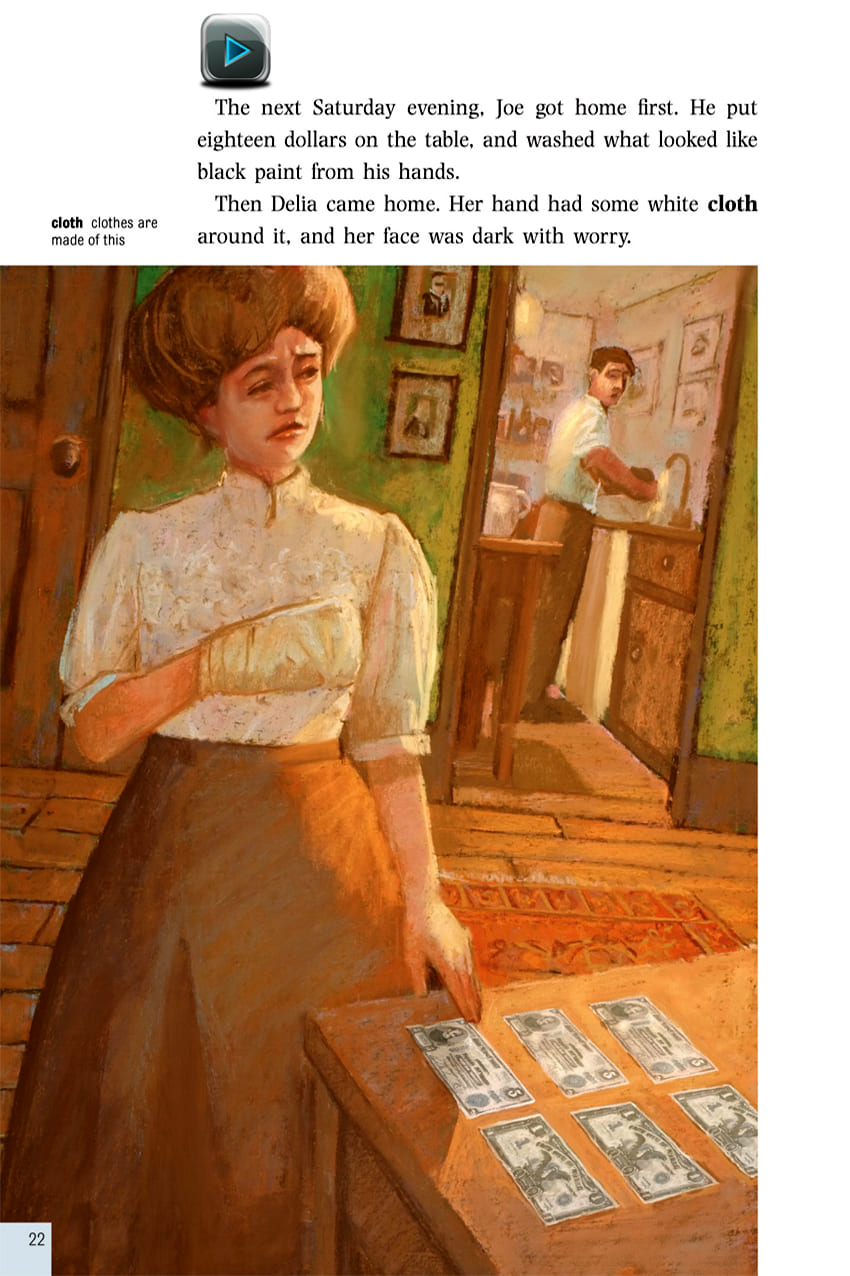 The next Saturday evening, Joe got home first. He put
eighteen dollars on the table, and washed what looked like
black paint from his hands.
Then Delia came home. Her hand had some white cloth
around it, and her face was dark with worry.
cloth clothes are
made of this
22